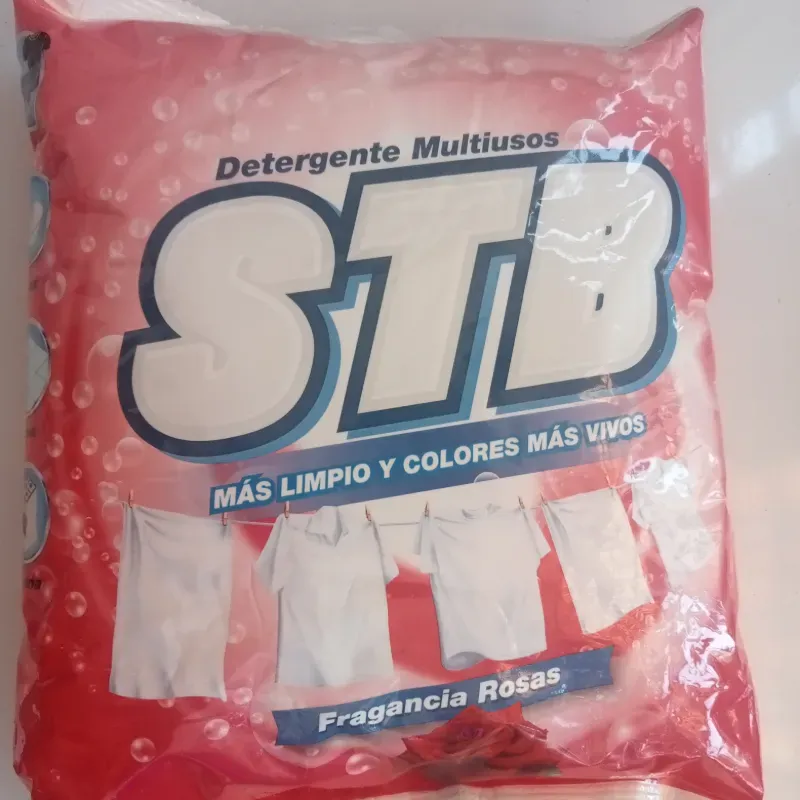 Detergente Multiusos
STB
MÁS LIMPIO Y COLORES MÁS VIVOS
Fragancia Rosas